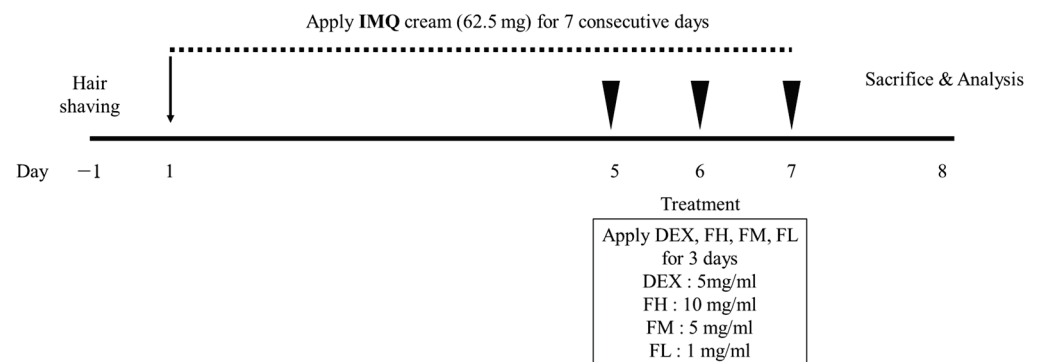 Apply IMQ cream (62.5 mg) for 7 consecutive days
Hair
shaving
Sacrifice & Analysis
Day −1 1 5 6 7 8
Treatment
Apply DEX, FH, FM, FL
for 3 days
DEX : 5mg/ml
FH : 10 mg/ml
FM : 5 mg/ml
FL : 1 mg/ml